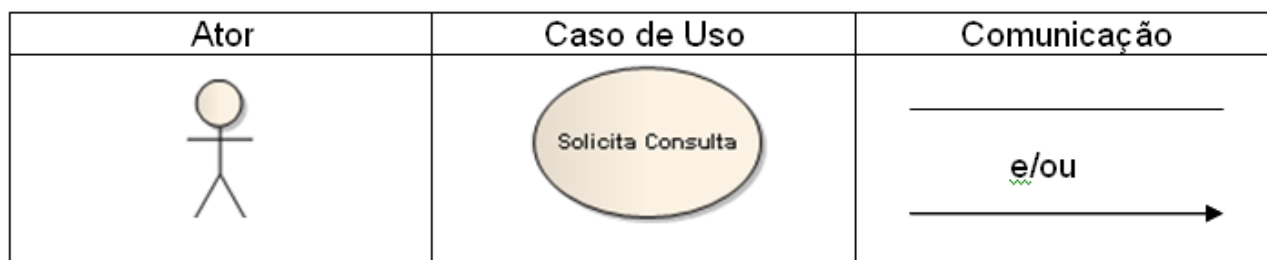 Ator
Caso de Uso
Comunicação
Solicita Consulta
e/ou